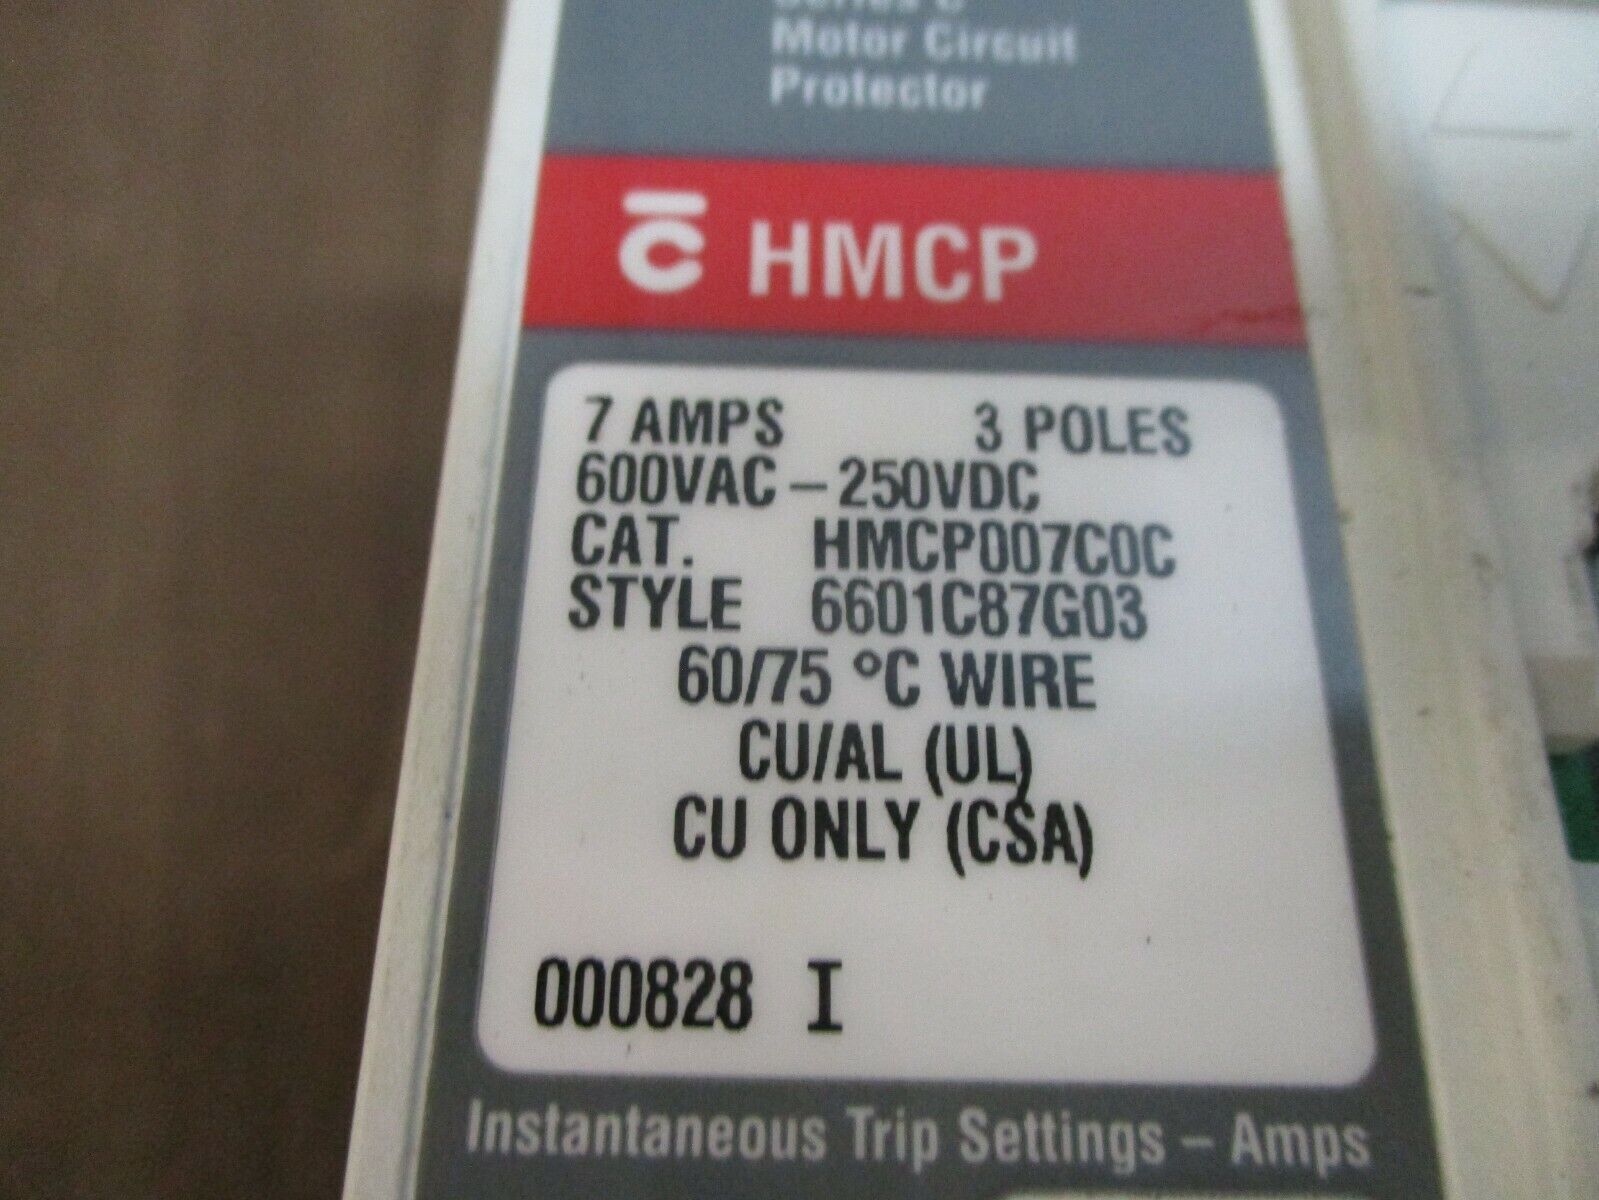 Series C
Motor Circuit
Protector
C HMCP
7 AMPS 3 POLES
600VAC – 250VDC
CAT. HMCP007C0C
STYLE 6601C87G03
60/75 °C WIRE
CU/AL (UL)
CU ONLY (CSA)
000828 I
Instantaneous Trip Settings – Amps